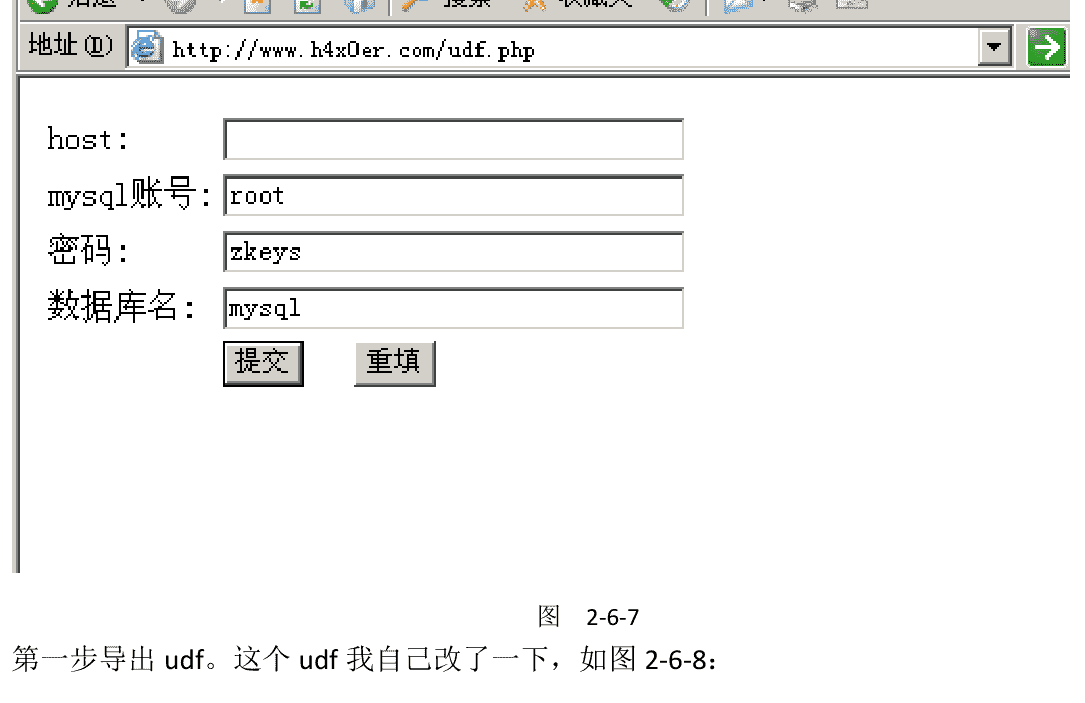 地址(D) http://www.h4x0er.com/udf.php
host:
mysql账号: root
密码: zkeys
数据库名: mysql
提交 重填
图 2-6-7
第一步导出 udf。这个 udf 我自己改了一下，如图 2-6-8：